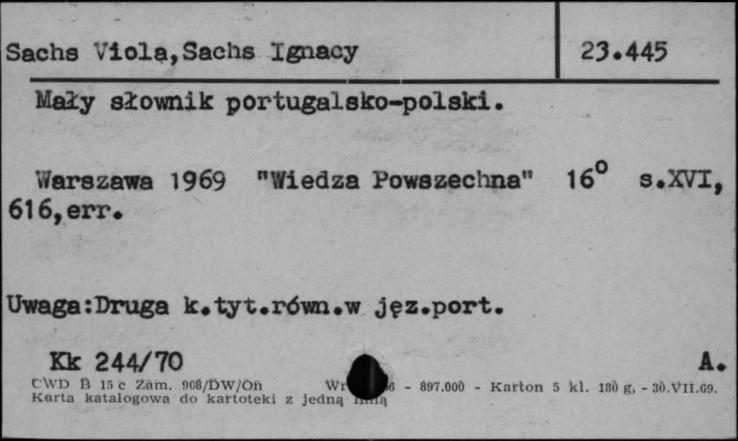 Sachs Viola,Sachs Ignacy 23.445
Mały słownik portugalsko-polski.
Warszawa 1969 "Wiedza Powszechna" 16° s.XVI,
616,err.
Uwaga:Druga k.tyt.równ.w jęz.port.
Kk 244/70 A.
CWD B 15 c Zam. 908/DW/Oń - 897.000 - Karton 5 kl. 180 g, - 30.VII.69.
Karta katalogowa do kartoteki z jedną